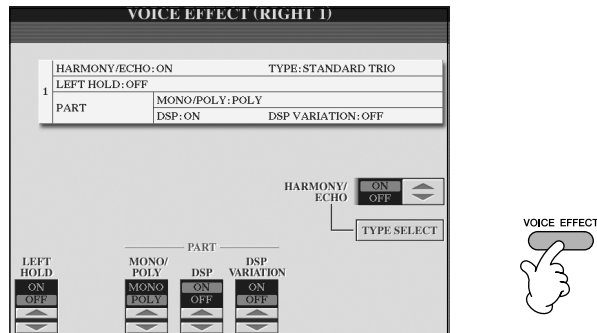 VOICE EFFECT (RIGHT 1)
HARMONY/ECHO:ON TYPE:STANDARD TRIO
1
LEFT HOLD:OFF
PART
MONO/POLY:POLY
DSP:ON DSP VARIATION:OFF
HARMONY/
ECHO
ON
OFF
TYPE SELECT
VOICE EFFECT
PART
LEFT
HOLD
MONO/
POLY
DSP
DSP
VARIATION
ON
OFF
MONO
POLY
ON
OFF
ON
OFF